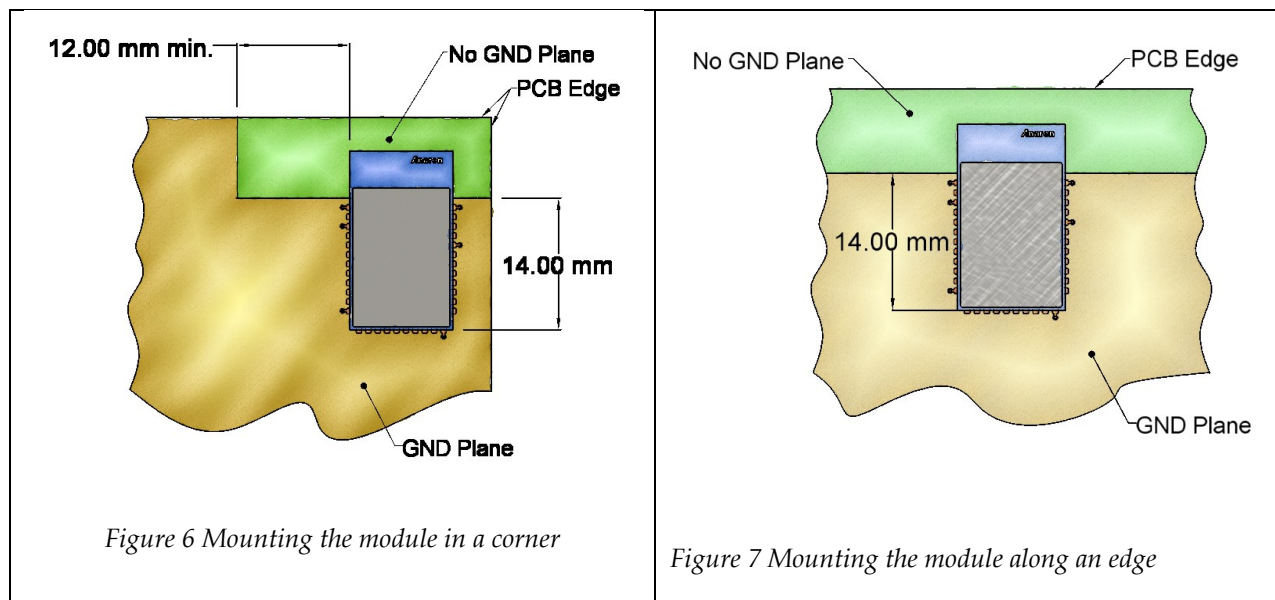 12.00 mm min.
No GND Plane
PCB Edge
Anaren
14.00 mm
GND Plane
Figure 6 Mounting the module in a corner
No GND Plane
PCB Edge
Anaren
14.00 mm
GND Plane
Figure 7 Mounting the module along an edge